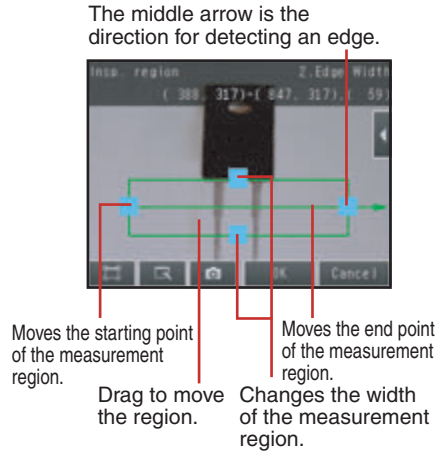 The middle arrow is the
direction for detecting an edge.
Insp. region 2.Edge Width
( 388, 317)-( 847, 317),( 59)
OK Cancel
Moves the starting point
of the measurement
region.
Moves the end point
of the measurement
region.
Drag to move
the region.
Changes the width
of the measurement
region.